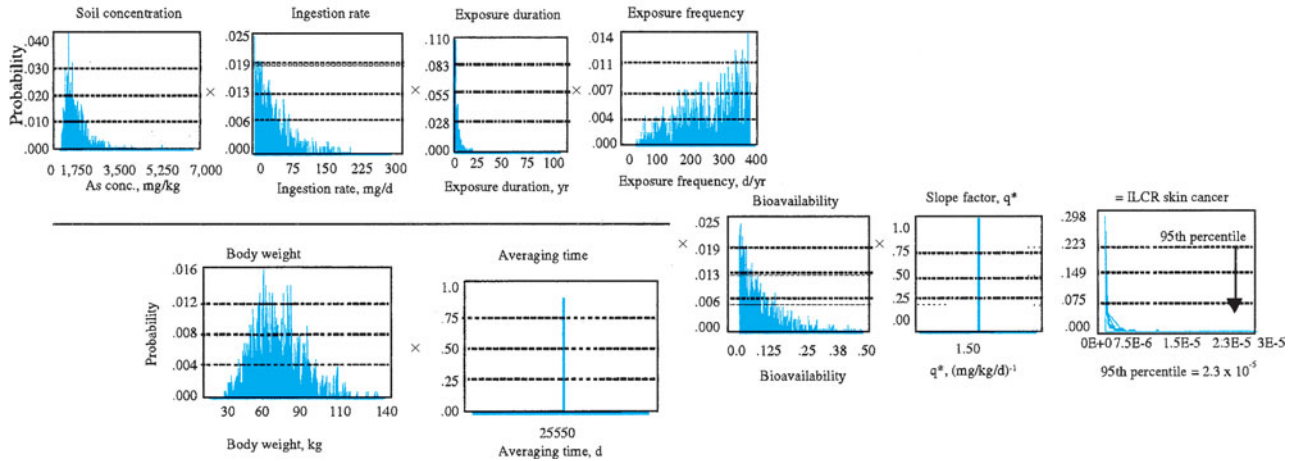 Soil concentration
Ingestion rate
Exposure duration
Exposure frequency
Probability
.040
.030
.020
.010
.000
0 1,750 3,500 5,250 7,000
As conc., mg/kg
×
.025
.019
.013
.006
.000
0 75 150 300
Ingestion rate, mg/d
×
.110
.083
.055
.028
.000
0 20 40 60 80 100
Exposure duration, yr
×
.014
.011
.007
.004
.000
0 100 200 300 400
Exposure frequency, d/yr
Body weight
Probability
.016
.012
.008
.004
.000
30 60 90 110 140
Body weight, kg
×
Averaging time
1.0
.75
.50
.25
.00
25550
Averaging time, d
×
Bioavailability
.025
.019
.013
.006
.000
0.0 .125 .25 .38 .50
Bioavailability
×
Slope factor, q*
1.0
.75
.50
.25
.00
1.50
q*, (mg/kg/d)⁻¹
= ILCR skin cancer
.298
.223
.149
.075
.000
95th percentile
0E+07.5E-6 1.5E-5 2.3E-5 3E-5
95th percentile = 2.3 x 10⁻⁵